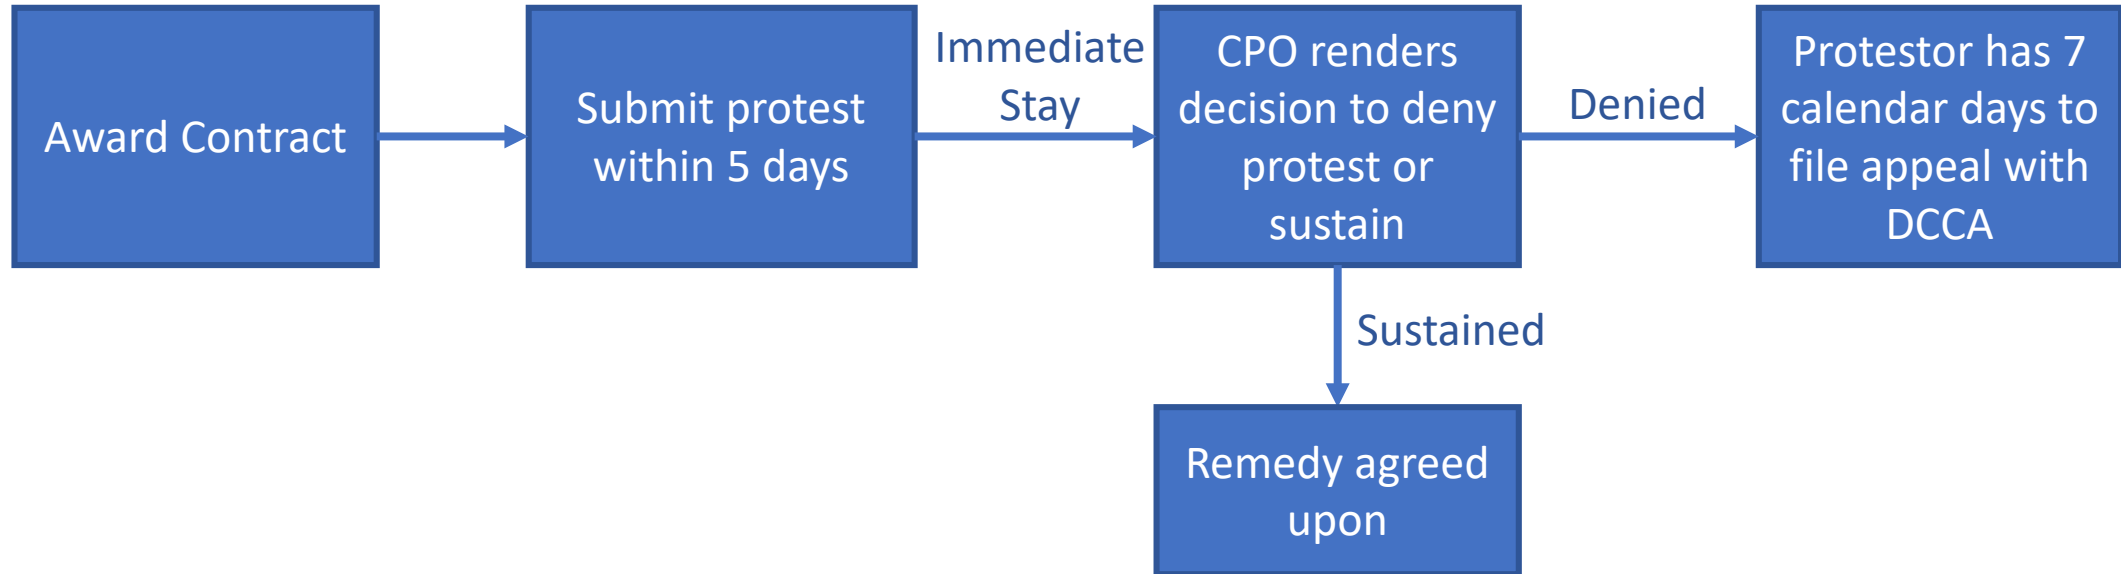 Award Contract
Submit protest
within 5 days
Immediate
Stay
CPO renders
decision to deny
protest or
sustain
Denied
Protestor has 7
calendar days to
file appeal with
DCCA
Sustained
Remedy agreed
upon